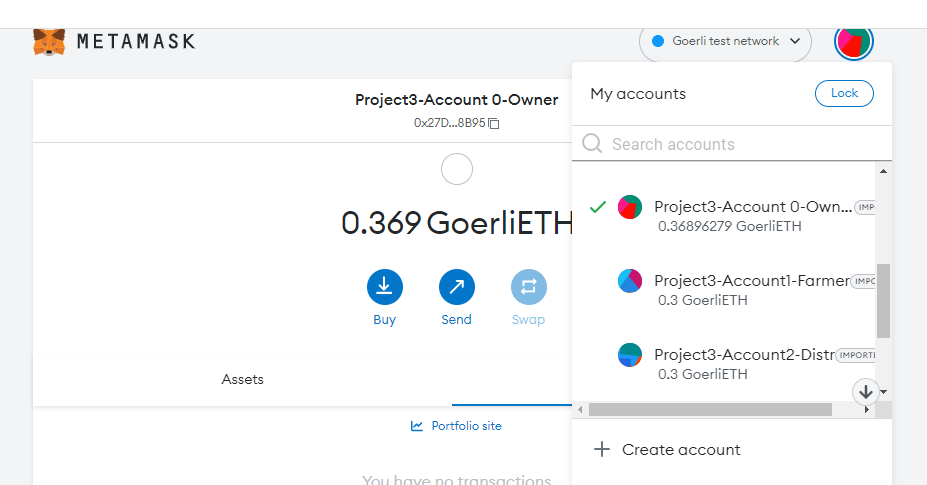 METAMASK
Goerli test network
Project3-Account 0-Owner
0x27D...8B95
0.369 GoerliETH
Buy
Send
Swap
Assets
Portfolio site
You have no transactions
My accounts
Lock
Search accounts
Project3-Account 0-Own... IMP
0.36896279 GoerliETH
Project3-Account1-Farmer IMPO
0.3 GoerliETH
Project3-Account2-Distr IMPORTE
0.3 GoerliETH
Create account